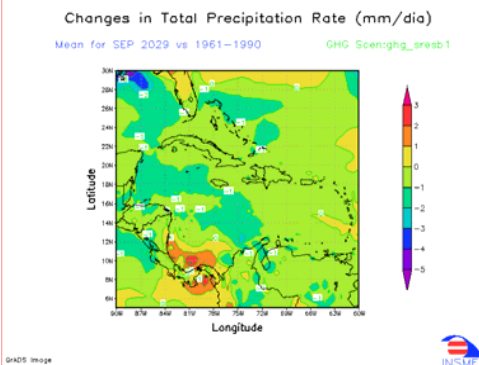 Changes in Total Precipitation Rate (mm/dia)
Mean for SEP 2029 vs 1961-1990
GHG Scen:ghg_sresb1
30N
28N
26N
24N
22N
20N
18N
16N
14N
12N
10N
8N
6N
Latitude
90W 87W 84W 81W 78W 75W 72W 69W 66W 63W 60W
Longitude
3
2
1
0
-1
-2
-3
-4
-5
GrADS Image
INSMET